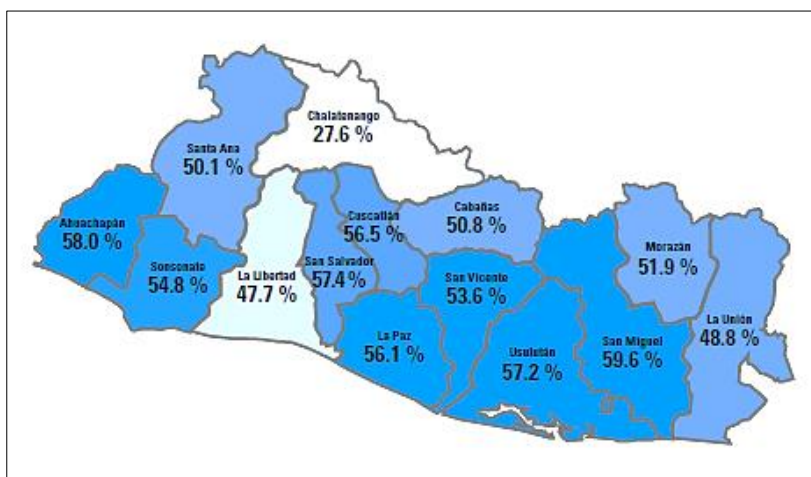 Chalatenango
27.6 %
Santa Ana
50.1 %
Ahuachapán
58.0 %
Sonsonate
54.8 %
La Libertad
47.7 %
Cuscatlán
56.5 %
San Salvador
57.4 %
Cabañas
50.8 %
San Vicente
53.6 %
La Paz
56.1 %
Usulután
57.2 %
San Miguel
59.6 %
Morazán
51.9 %
La Unión
48.8 %